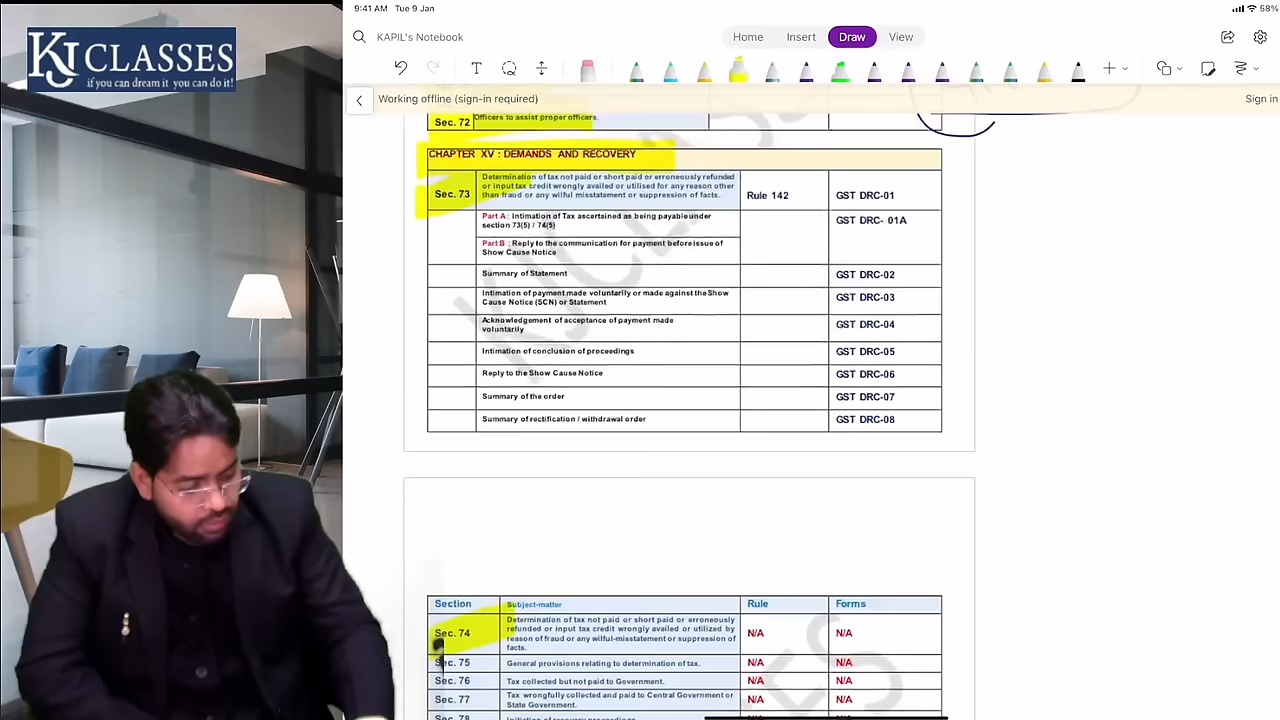 KJ CLASSES
if you can dream it you can do it!
9:41 AM Tue 9 Jan
58%
KAPIL's Notebook
Home Insert Draw View
Working offline (sign-in required)
Sign in
Sec. 72 Officers to assist proper officers.
CHAPTER XV : DEMANDS AND RECOVERY
Sec. 73
Determination of tax not paid or short paid or erroneously refunded
or input tax credit wrongly availed or utilised for any reason other
than fraud or any wilful misstatement or suppression of facts.
Rule 142
GST DRC-01
Part A : Intimation of Tax ascertained as being payable under
section 73(5) / 74(5)
GST DRC- 01A
Part B : Reply to the communication for payment before issue of
Show Cause Notice
Summary of Statement
GST DRC-02
Intimation of payment made voluntarily or made against the Show
Cause Notice (SCN) or Statement
GST DRC-03
Acknowledgement of acceptance of payment made
voluntarily
GST DRC-04
Intimation of conclusion of proceedings
GST DRC-05
Reply to the Show Cause Notice
GST DRC-06
Summary of the order
GST DRC-07
Summary of rectification / withdrawal order
GST DRC-08
Section Subject-matter Rule Forms
Sec. 74
Determination of tax not paid or short paid or erroneously
refunded or input tax credit wrongly availed or utilized by
reason of fraud or any wilful-misstatement or suppression of
facts.
N/A
N/A
Sec. 75 General provisions relating to determination of tax. N/A N/A
Sec. 76 Tax collected but not paid to Government. N/A N/A
Sec. 77
Tax wrongfully collected and paid to Central Government or
State Government.
N/A
N/A
Sec. 78 Initiation of recovery proceedings.